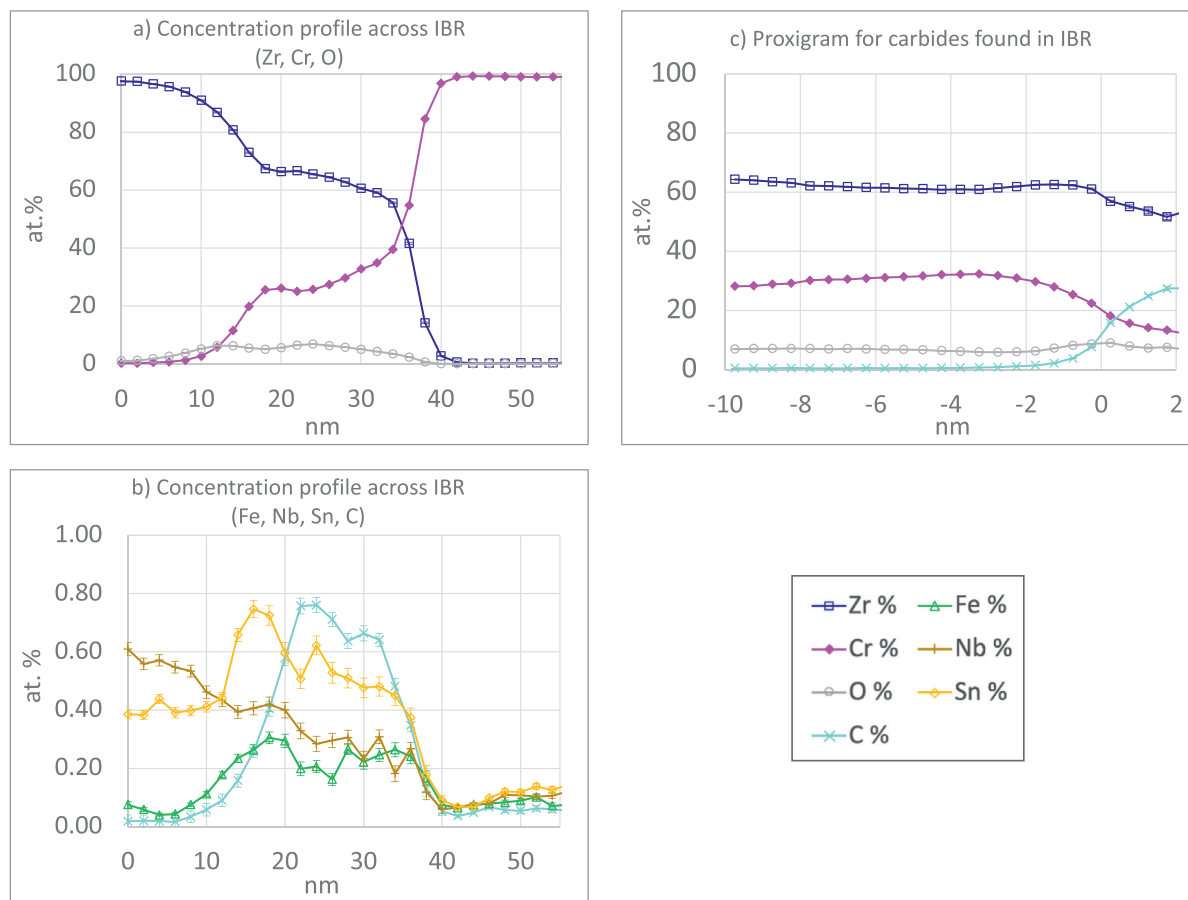 a) Concentration profile across IBR
(Zr, Cr, O)
100
80
60
40
20
0
at.%
0 10 20 30 40 50
nm
c) Proxigram for carbides found in IBR
100
80
60
40
20
0
at.%
-10 -8 -6 -4 -2 0 2
nm
b) Concentration profile across IBR
(Fe, Nb, Sn, C)
1.00
0.80
0.60
0.40
0.20
0.00
at. %
0 10 20 30 40 50
nm
Zr % Fe %
Cr % Nb %
O % Sn %
C %